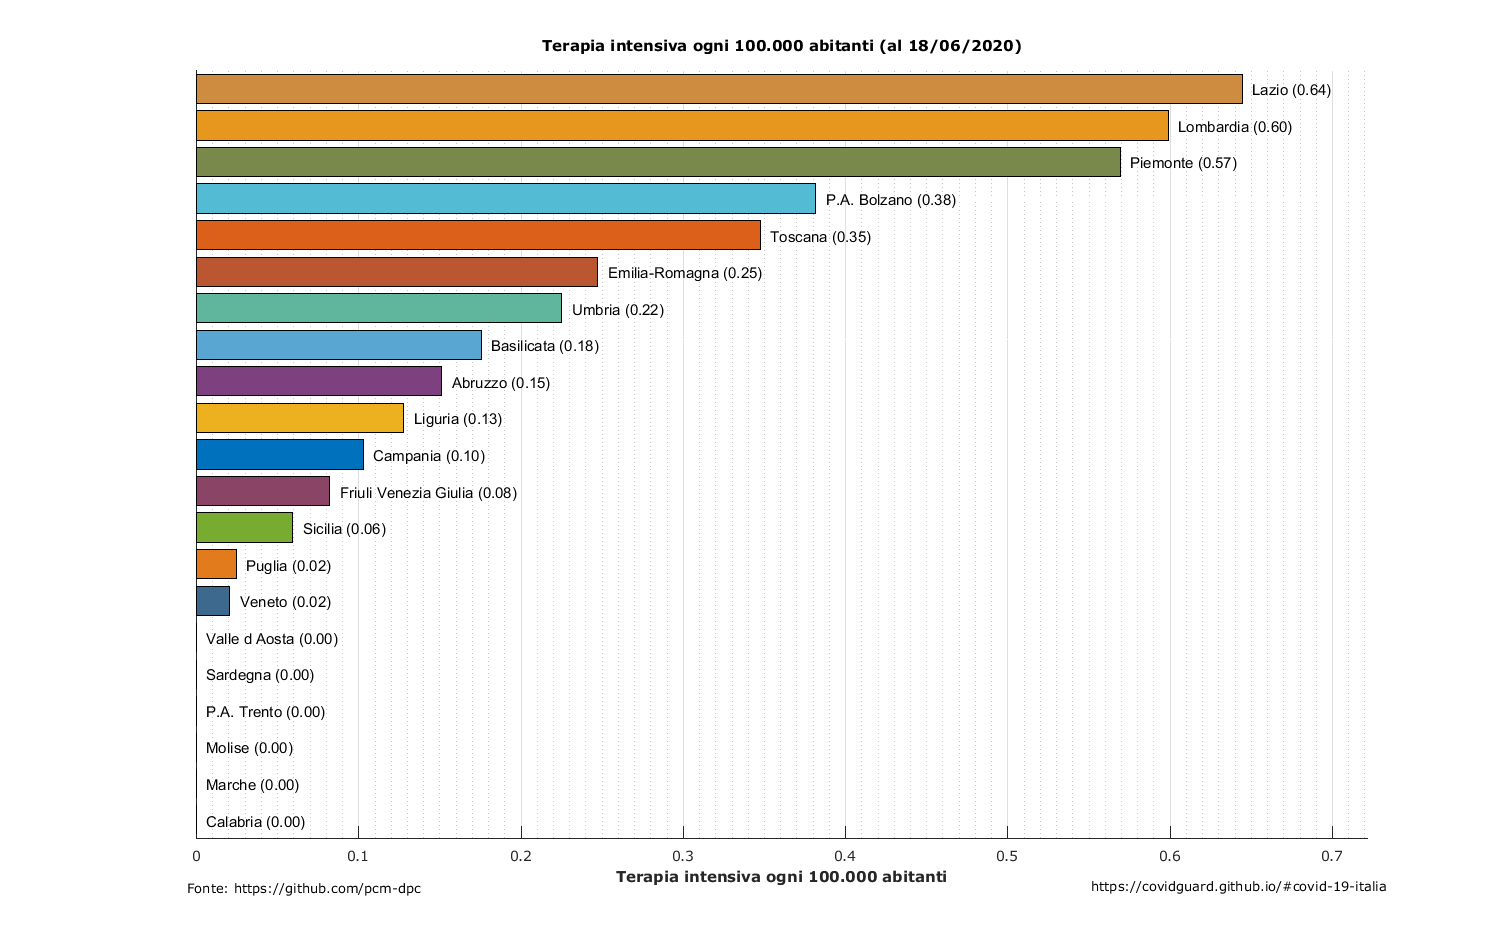 Terapia intensiva ogni 100.000 abitanti (al 18/06/2020)
Lazio (0.64)
Lombardia (0.60)
Piemonte (0.57)
P.A. Bolzano (0.38)
Toscana (0.35)
Emilia-Romagna (0.25)
Umbria (0.22)
Basilicata (0.18)
Abruzzo (0.15)
Liguria (0.13)
Campania (0.10)
Friuli Venezia Giulia (0.08)
Sicilia (0.06)
Puglia (0.02)
Veneto (0.02)
Valle d Aosta (0.00)
Sardegna (0.00)
P.A. Trento (0.00)
Molise (0.00)
Marche (0.00)
Calabria (0.00)
0 0.1 0.2 0.3 0.4 0.5 0.6 0.7
Terapia intensiva ogni 100.000 abitanti
Fonte: https://github.com/pcm-dpc
https://covidguard.github.io/#covid-19-italia